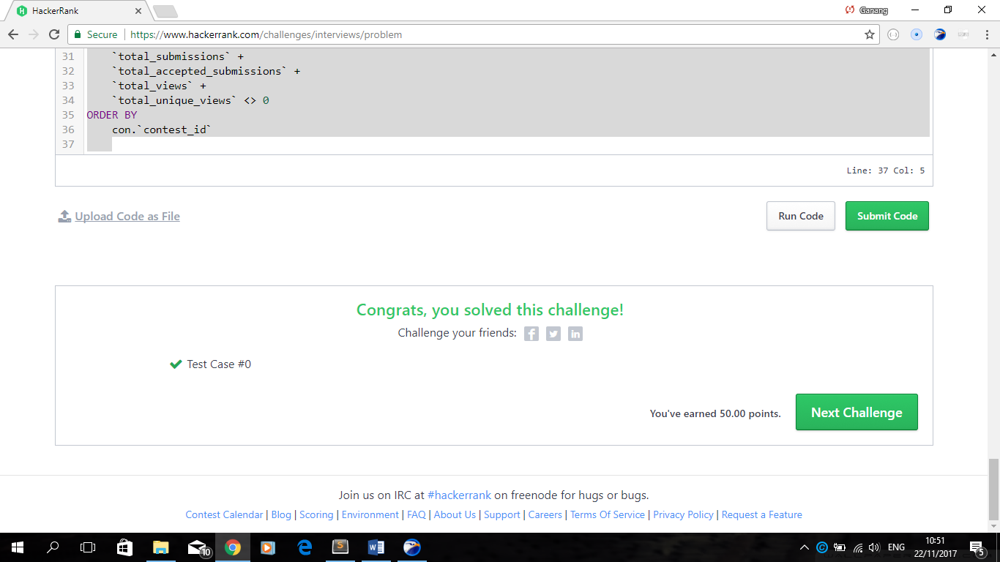 HackerRank
Ganang
Secure
https://www.hackerrank.com/challenges/interviews/problem
31 `total_submissions` +
32 `total_accepted_submissions` +
33 `total_views` +
34 `total_unique_views` <> 0
35 ORDER BY
36 con.`contest_id`
37
Line: 37 Col: 5
Upload Code as File
Run Code
Submit Code
Congrats, you solved this challenge!
Challenge your friends:
Test Case #0
You've earned 50.00 points.
Next Challenge
Join us on IRC at #hackerrank on freenode for hugs or bugs.
Contest Calendar | Blog | Scoring | Environment | FAQ | About Us | Support | Careers | Terms Of Service | Privacy Policy | Request a Feature
10
ENG
10:51
22/11/2017
5